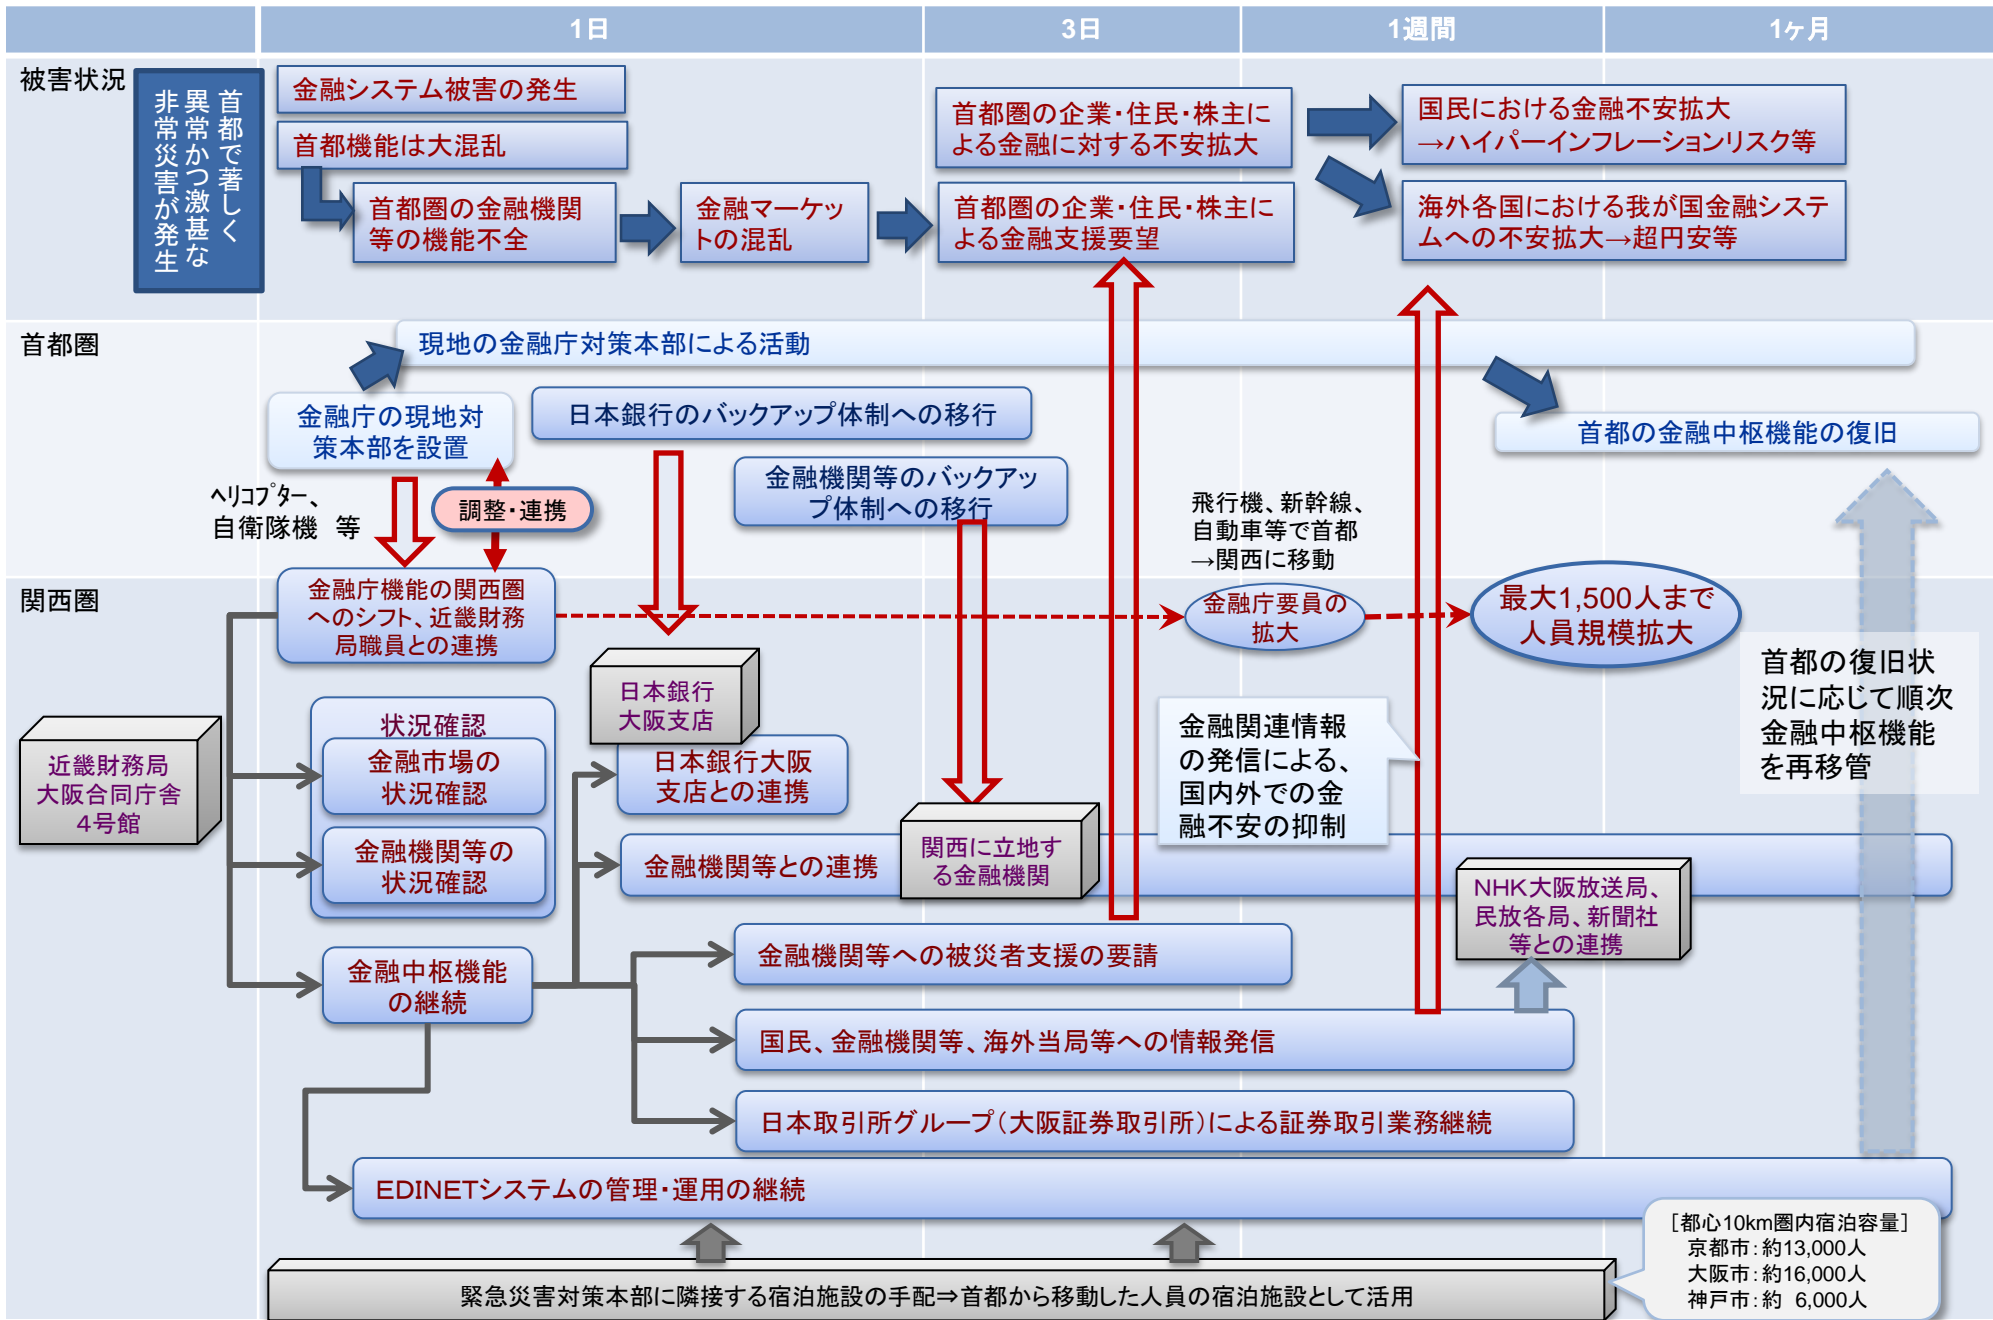 1日
3日
1週間
1ヶ月
被害状況
首都で著しく
異常かつ激甚な
非常災害が発生
金融システム被害の発生
首都機能は大混乱
首都圏の金融機関
等の機能不全
金融マーケッ
トの混乱
首都圏の企業・住民・株主に
よる金融に対する不安拡大
首都圏の企業・住民・株主に
よる金融支援要望
国民における金融不安拡大
→ハイパーインフレーションリスク等
海外各国における我が国金融システ
ムへの不安拡大→超円安等
首都圏
現地の金融庁対策本部による活動
金融庁の現地対
策本部を設置
日本銀行のバックアップ体制への移行
金融機関等のバックアッ
プ体制への移行
首都の金融中枢機能の復旧
ﾍﾘｺﾌﾟﾀｰ、
自衛隊機 等
調整・連携
飛行機、新幹線、
自動車等で首都
→関西に移動
関西圏
金融庁機能の関西圏
へのシフト、近畿財務
局職員との連携
金融庁要員の
拡大
最大1,500人まで
人員規模拡大
首都の復旧状
況に応じて順次
金融中枢機能
を再移管
近畿財務局
大阪合同庁舎
4号館
状況確認
金融市場の
状況確認
金融機関等の
状況確認
日本銀行
大阪支店
日本銀行大阪
支店との連携
金融機関等との連携
関西に立地す
る金融機関
金融関連情報
の発信による、
国内外での金
融不安の抑制
NHK大阪放送局、
民放各局、新聞社
等との連携
金融中枢機能
の継続
金融機関等への被災者支援の要請
国民、金融機関等、海外当局等への情報発信
日本取引所グループ（大阪証券取引所）による証券取引業務継続
EDINETシステムの管理・運用の継続
緊急災害対策本部に隣接する宿泊施設の手配⇒首都から移動した人員の宿泊施設として活用
［都心10km圏内宿泊容量］
京都市：約13,000人
大阪市：約16,000人
神戸市：約 6,000人